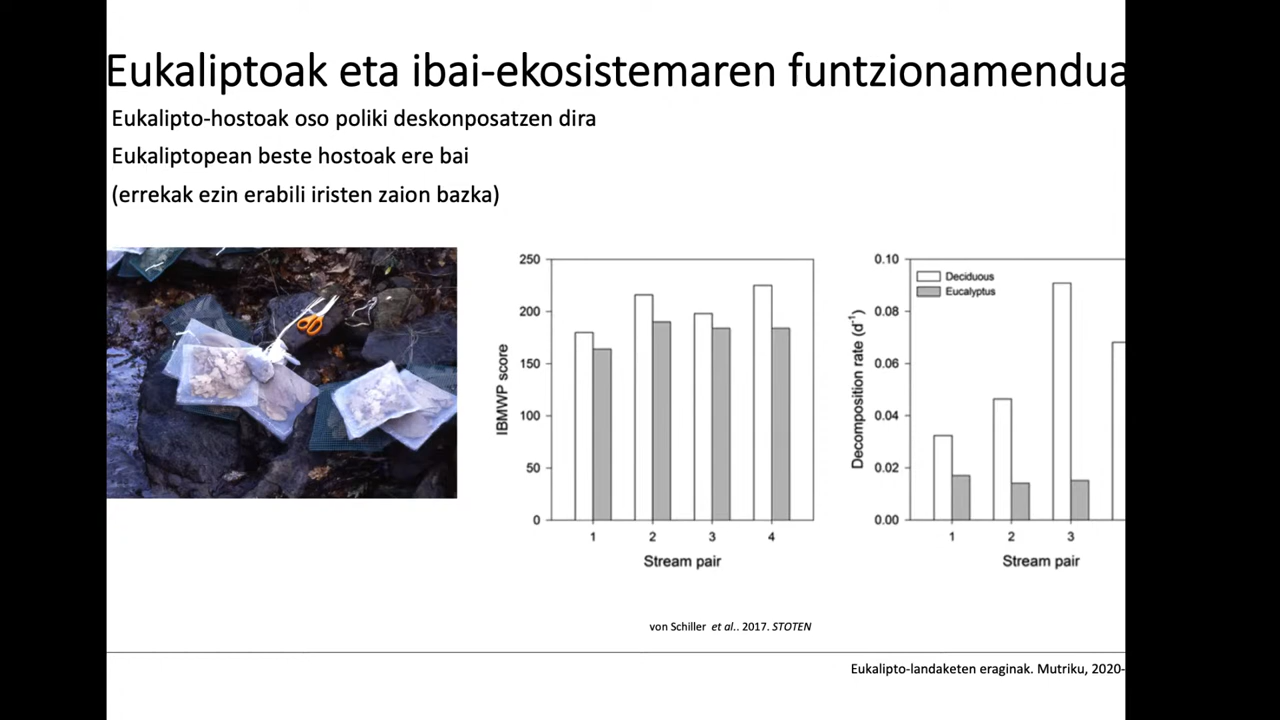 Eukaliptoak eta ibai-ekosistemaren funtzionamendua
Eukalipto-hostoak oso poliki deskonposatzen dira
Eukaliptopean beste hostoak ere bai
(errekak ezin erabili iristen zaion bazka)
250
200
150
100
50
0
IBMWP score
1 2 3 4
Stream pair
0.10
0.08
0.06
0.04
0.02
0.00
Decomposition rate (d⁻¹)
Deciduous
Eucalyptus
1 2 3
Stream pair
von Schiller et al.. 2017. STOTEN
Eukalipto-landaketen eraginak. Mutriku, 2020-